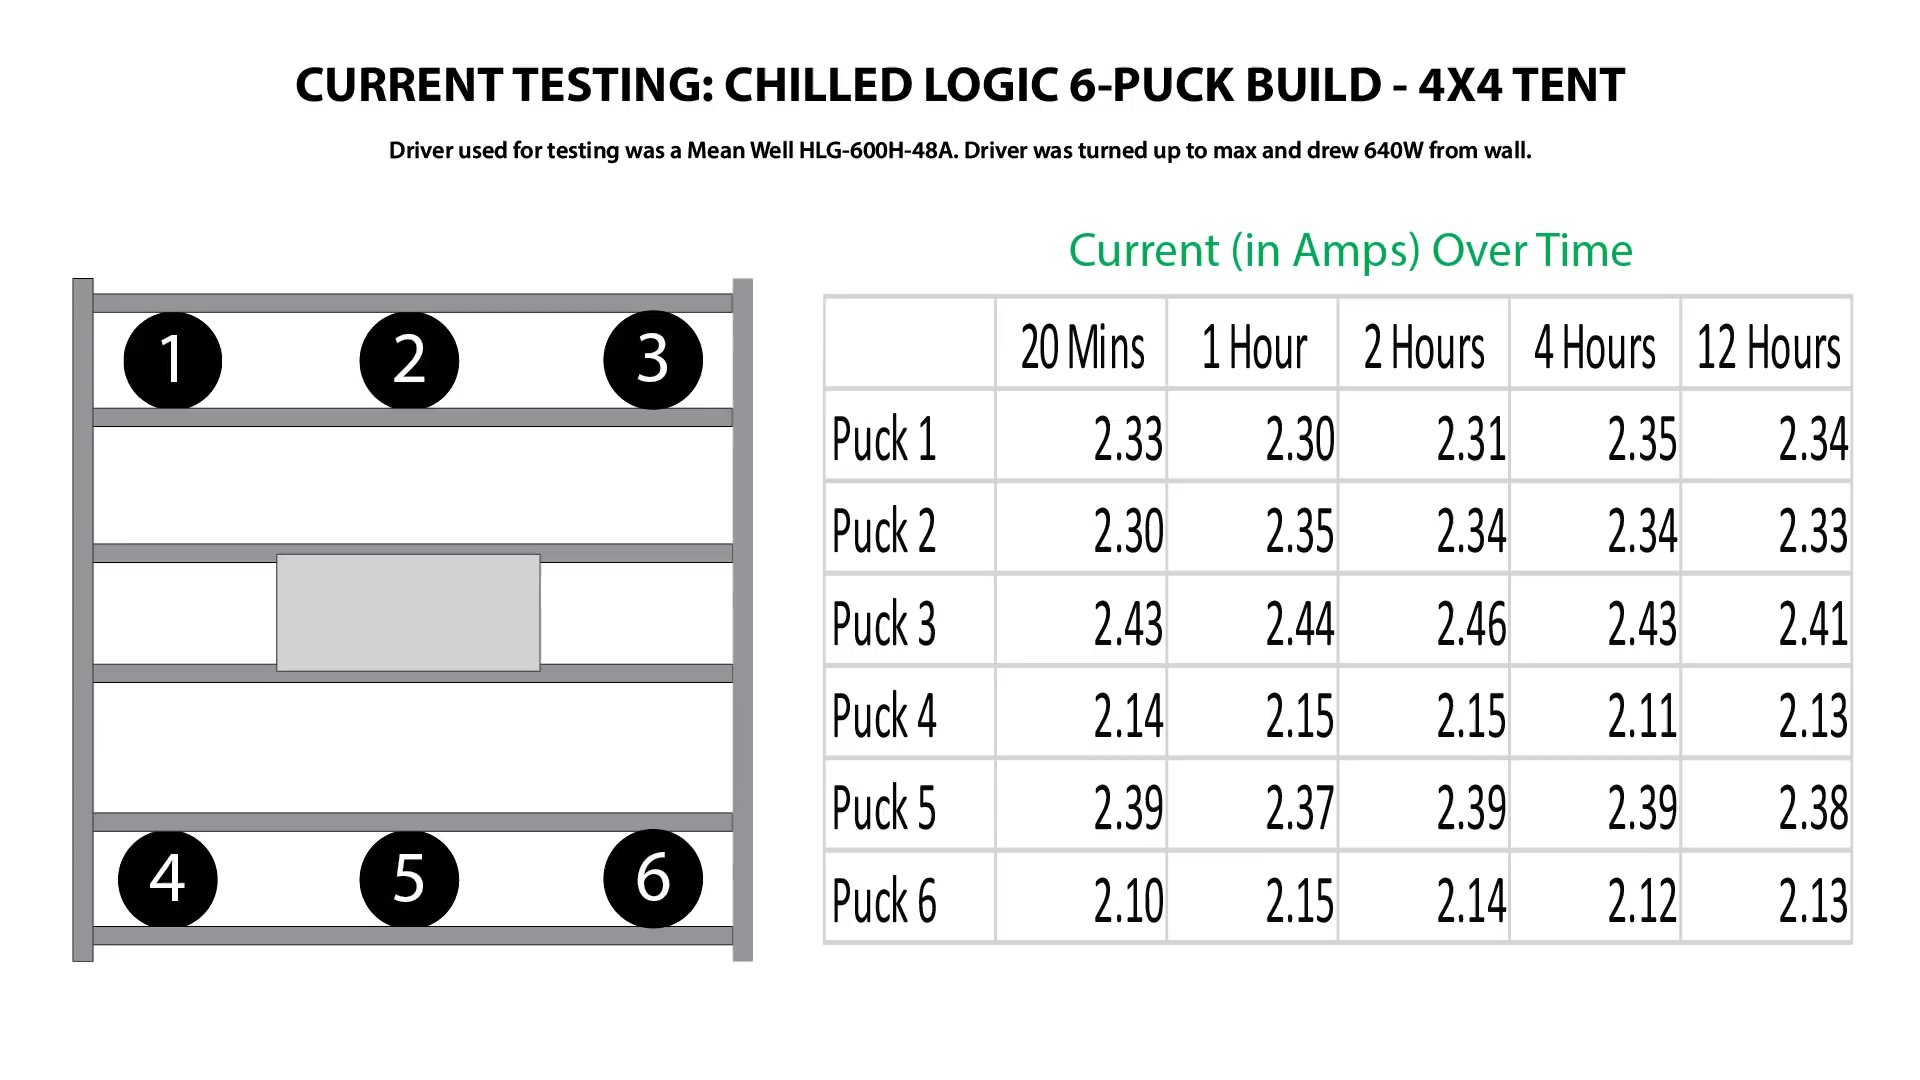 CURRENT TESTING: CHILLED LOGIC 6-PUCK BUILD - 4X4 TENT
Driver used for testing was a Mean Well HLG-600H-48A. Driver was turned up to max and drew 640W from wall.
1 2 3
4 5 6
Current (in Amps) Over Time
20 Mins 1 Hour 2 Hours 4 Hours 12 Hours
Puck 1 2.33 2.30 2.31 2.35 2.34
Puck 2 2.30 2.35 2.34 2.34 2.33
Puck 3 2.43 2.44 2.46 2.43 2.41
Puck 4 2.14 2.15 2.15 2.11 2.13
Puck 5 2.39 2.37 2.39 2.39 2.38
Puck 6 2.10 2.15 2.14 2.12 2.13